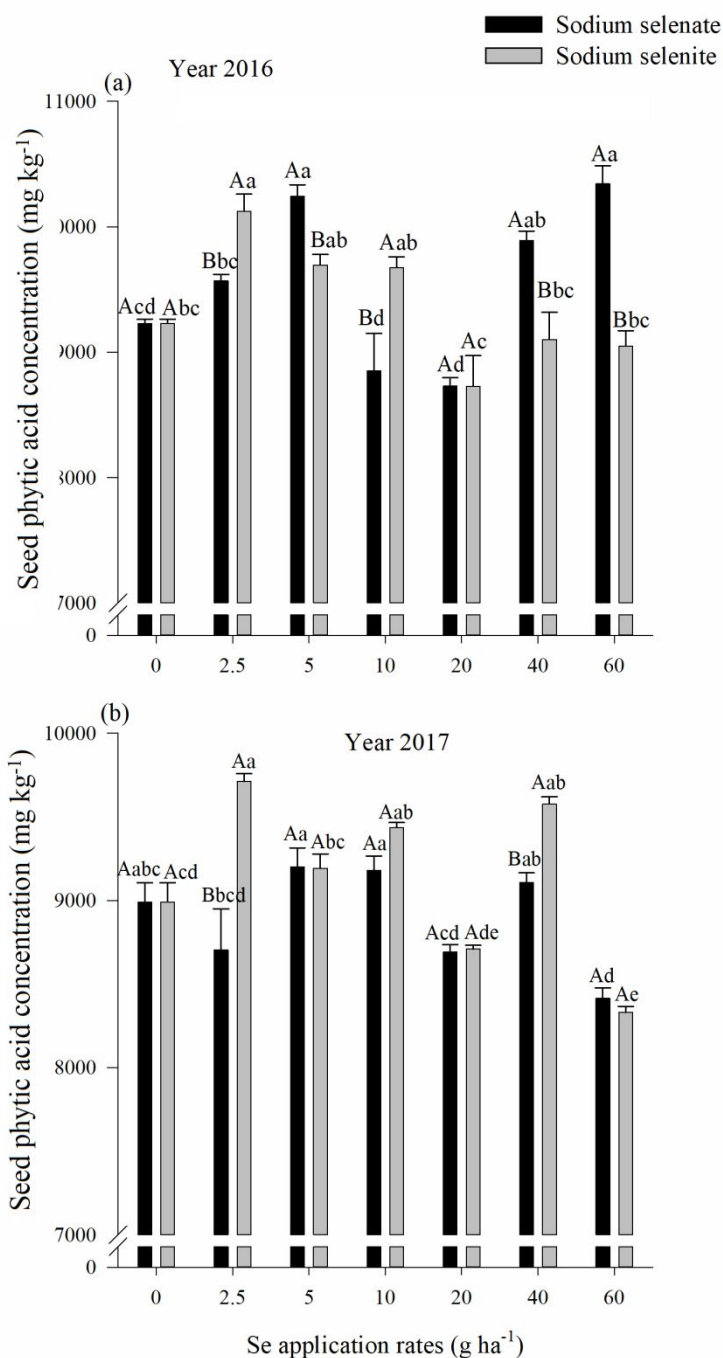 Sodium selenate
Sodium selenite
(a)
Year 2016
Seed phytic acid concentration (mg kg⁻¹)
11000
0000
9000
8000
7000
0
Acd Abc
Bbc Aa
Aa Bab
Bd Aab
Ad Ac
Aab Bbc
Aa Bbc
0 2.5 5 10 20 40 60
(b)
Year 2017
Seed phytic acid concentration (mg kg⁻¹)
10000
9000
8000
7000
0
Aabc Acd
Bbcd Aa
Aa Abc
Aa Aab
Acd Ade
Bab Aab
Ad Ae
0 2.5 5 10 20 40 60
Se application rates (g ha⁻¹)